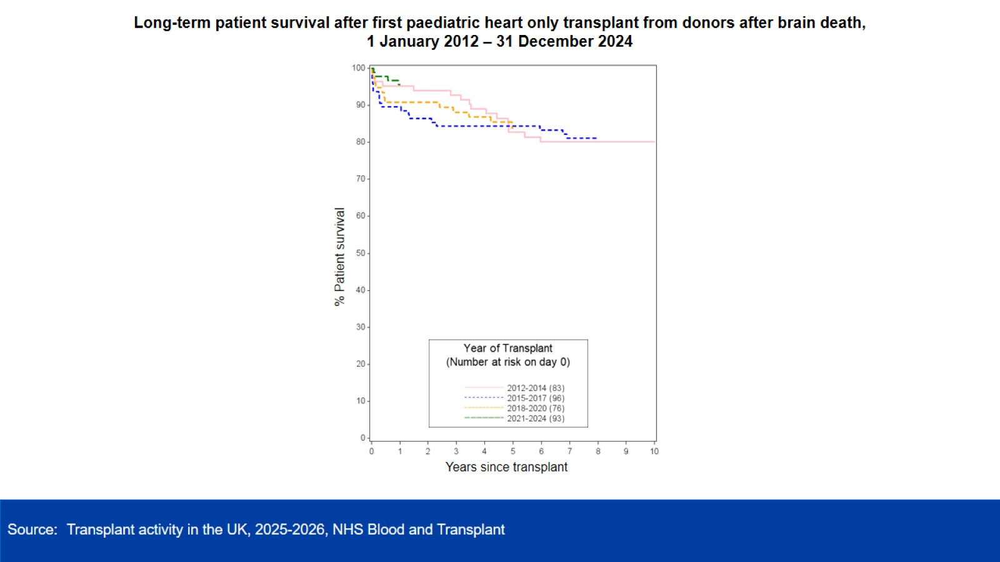 Long-term patient survival after first paediatric heart only transplant from donors after brain death,
1 January 2012 – 31 December 2024
100
90
80
70
60
50
40
30
20
10
0
% Patient survival
Year of Transplant
(Number at risk on day 0)
2012-2014 (83)
2015-2017 (96)
2018-2020 (76)
2021-2024 (93)
0 1 2 3 4 5 6 7 8 9 10
Years since transplant
Source: Transplant activity in the UK, 2025-2026, NHS Blood and Transplant